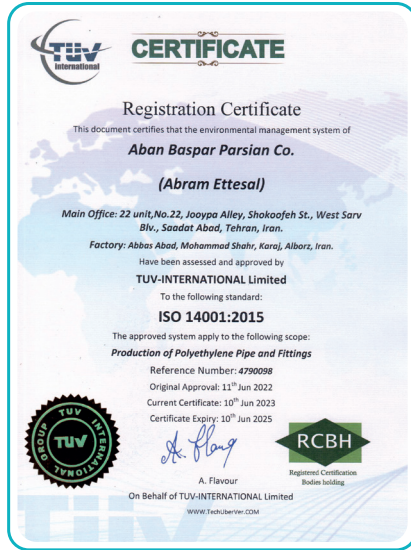 TÜV
International
CERTIFICATE
Registration Certificate
This document certifies that the environmental management system of
Aban Baspar Parsian Co.
(Abram Ettesal)
Main Office: 22 unit,No.22, Jooypa Alley, Shokoofeh St., West Sarv
Blv., Saadat Abad, Tehran, Iran.
Factory: Abbas Abad, Mohammad Shahr, Karaj, Alborz, Iran.
Have been assessed and approved by
TUV-INTERNATIONAL Limited
To the following standard:
ISO 14001:2015
The approved system apply to the following scope:
Production of Polyethylene Pipe and Fittings
Reference Number: 4790098
Original Approval: 11th Jun 2022
Current Certificate: 10th Jun 2023
Certificate Expiry: 10th Jun 2025
TUV INTERNATIONAL GROUP
TUV
RCBH
Registered Certification
Bodies holding
A. Flavour
On Behalf of TUV-INTERNATIONAL Limited
WWW.TechUberVer.COM